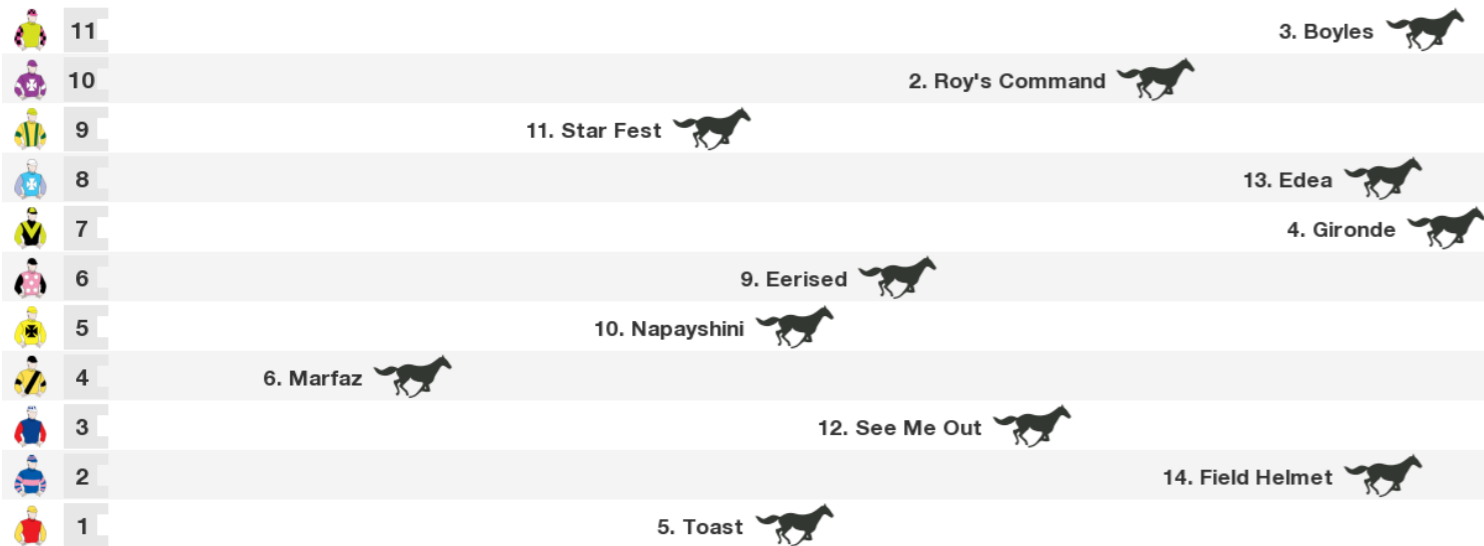 11 3. Boyles
10 2. Roy's Command
9 11. Star Fest
8 13. Edea
7 4. Gironde
6 9. Eerised
5 10. Napayshini
4 6. Marfaz
3 12. See Me Out
2 14. Field Helmet
1 5. Toast